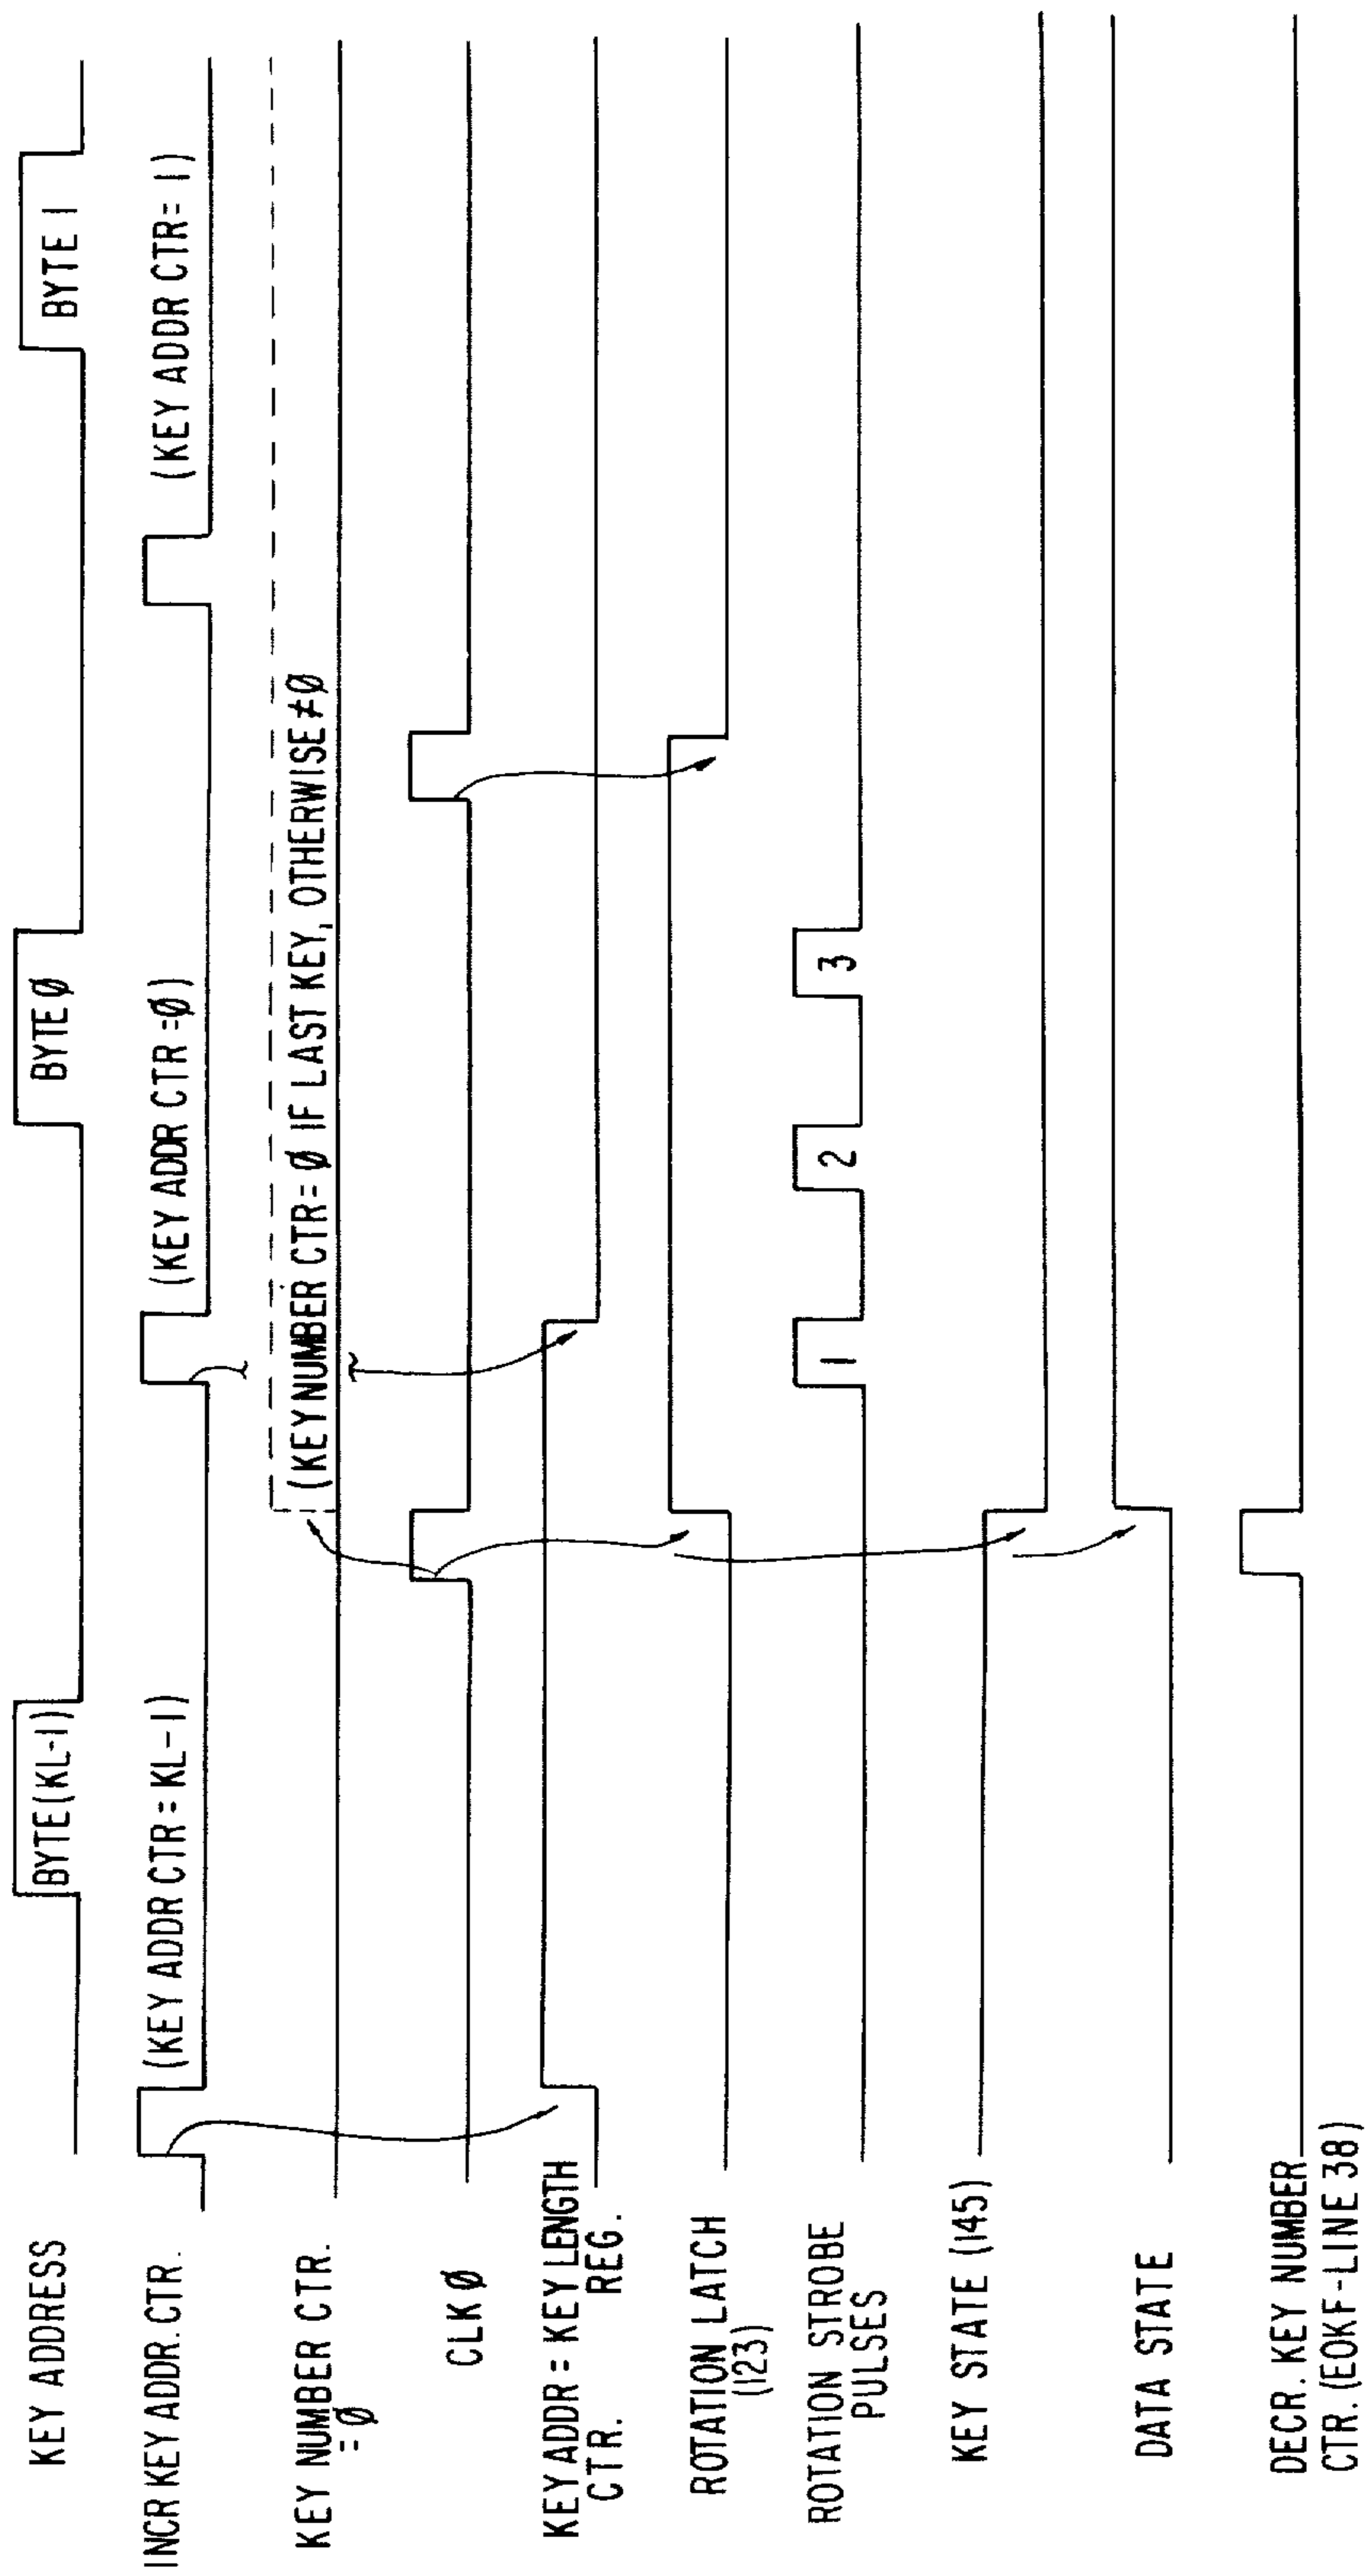 KEY ADDRESS
BYTE (KL-1)
BYTE Ø
BYTE 1
INCR KEY ADDR. CTR.
(KEY ADDR CTR = KL-1)
(KEY ADDR CTR = Ø)
(KEY ADDR CTR = 1)
KEY NUMBER CTR.
= Ø
(KEY NUMBER CTR = Ø IF LAST KEY, OTHERWISE ≠ Ø
CLK Ø
KEY ADDR = KEY LENGTH
CTR. REG.
ROTATION LATCH
(123)
ROTATION STROBE
PULSES
1
2
3
KEY STATE (145)
DATA STATE
DECR. KEY NUMBER
CTR. (EOKF-LINE 38)